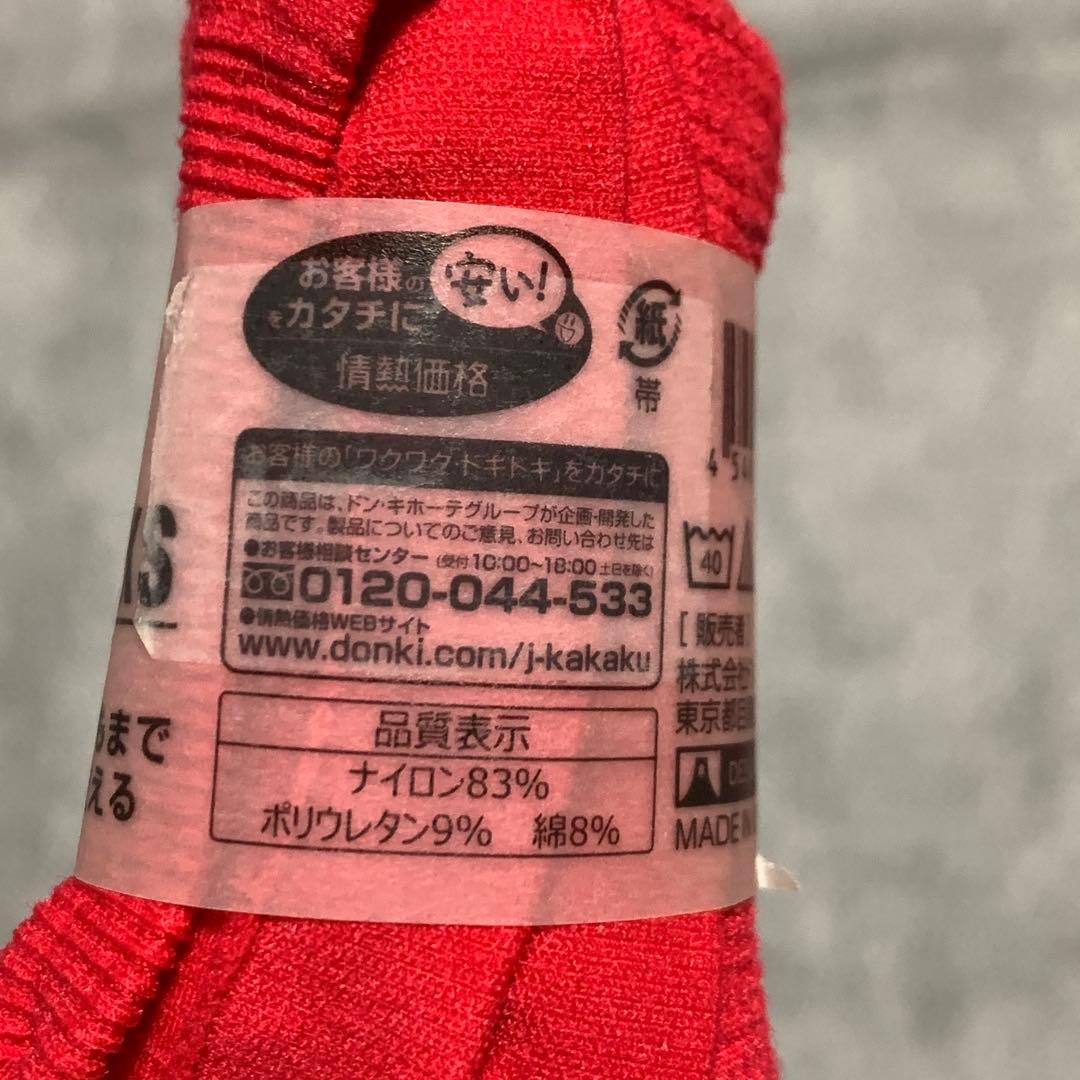 お客様の
をカタチに
安い!
情熱価格
紙
帯
お客様の「ワクワク・ドキドキ」をカタチに
この商品は、ドン・キホーテグループが企画・開発した
商品です。製品についてのご意見、お問い合わせ先は
●お客様相談センター (受付10:00~18:00 土日を除く)
0120-044-533
●情熱価格WEBサイト
www.donki.com/j-kakaku
品質表示
ナイロン83%
ポリウレタン9% 綿8%
4 54
40
[ 販売者
株式会社
東京都目
MADE IN
S
まで
える